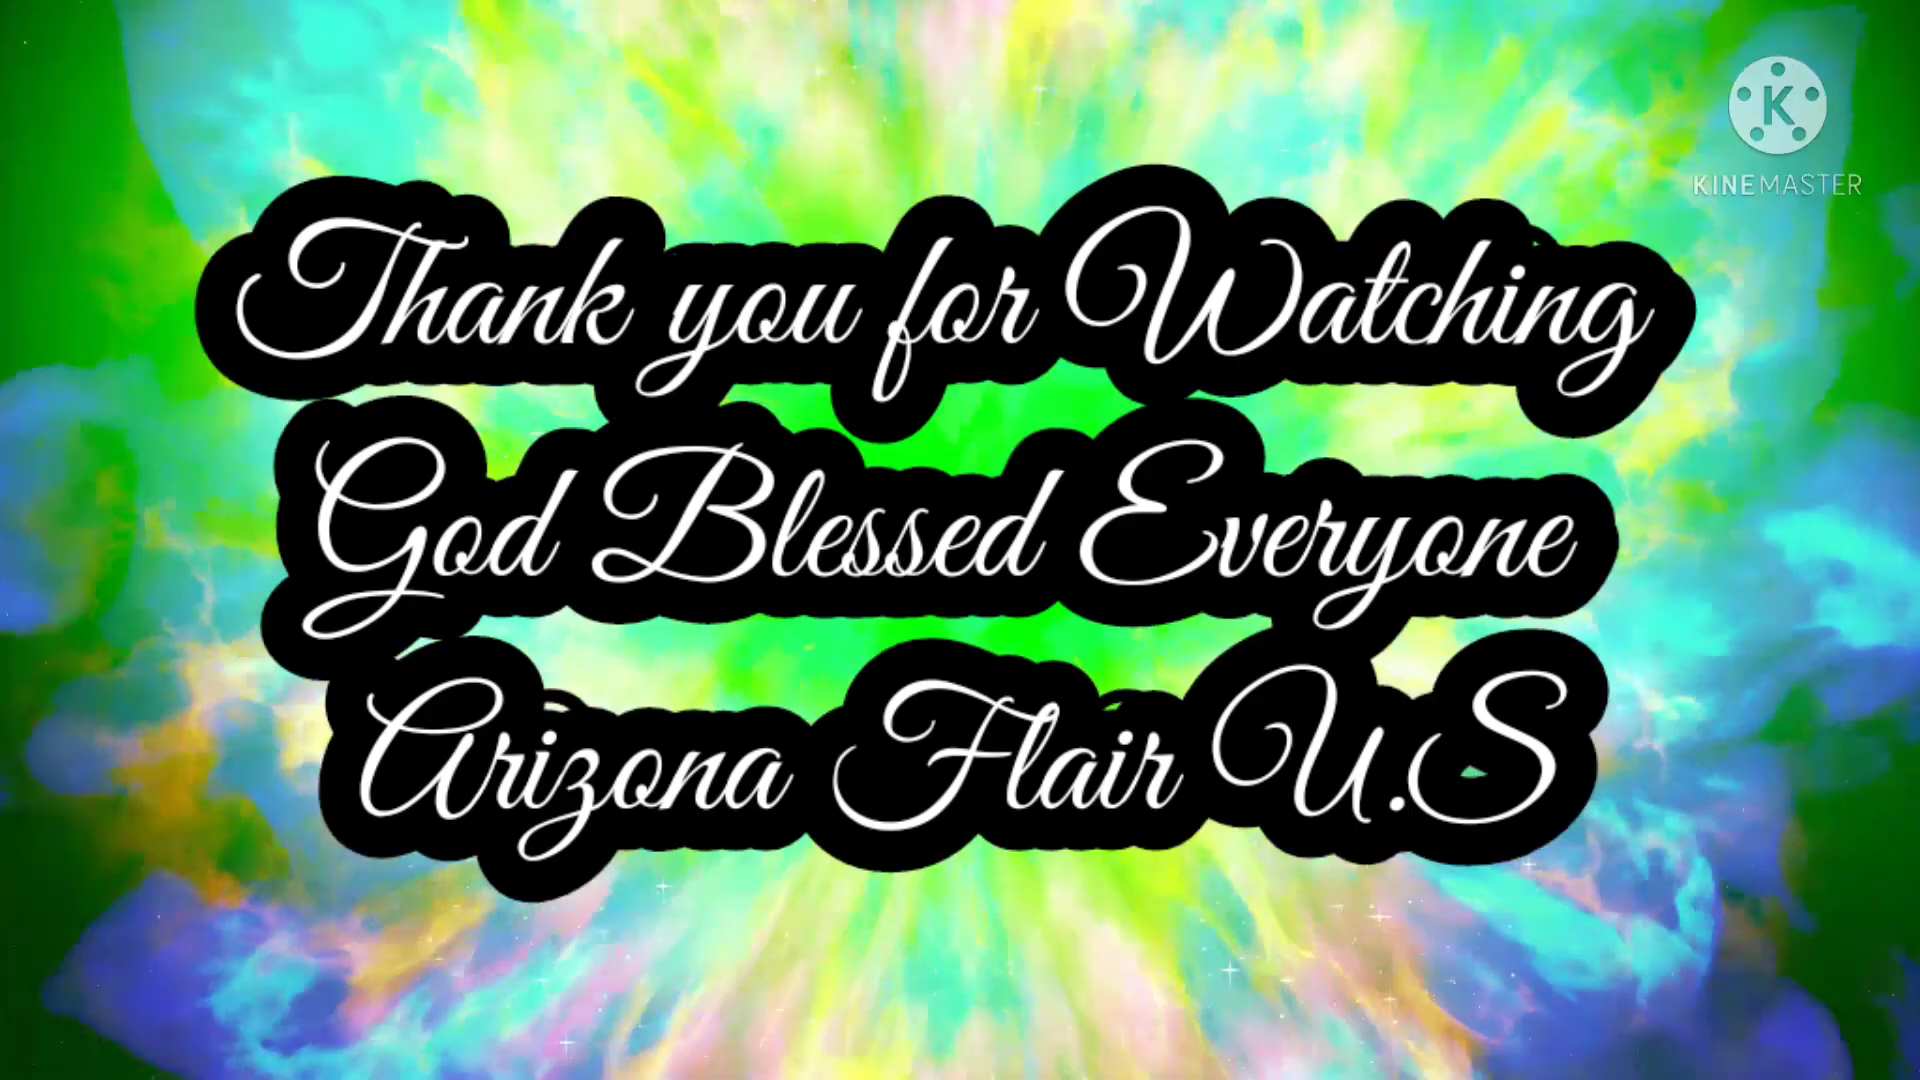 K
KINEMASTER
Thank you for Watching
God Blessed Everyone
Arizona Flair U.S